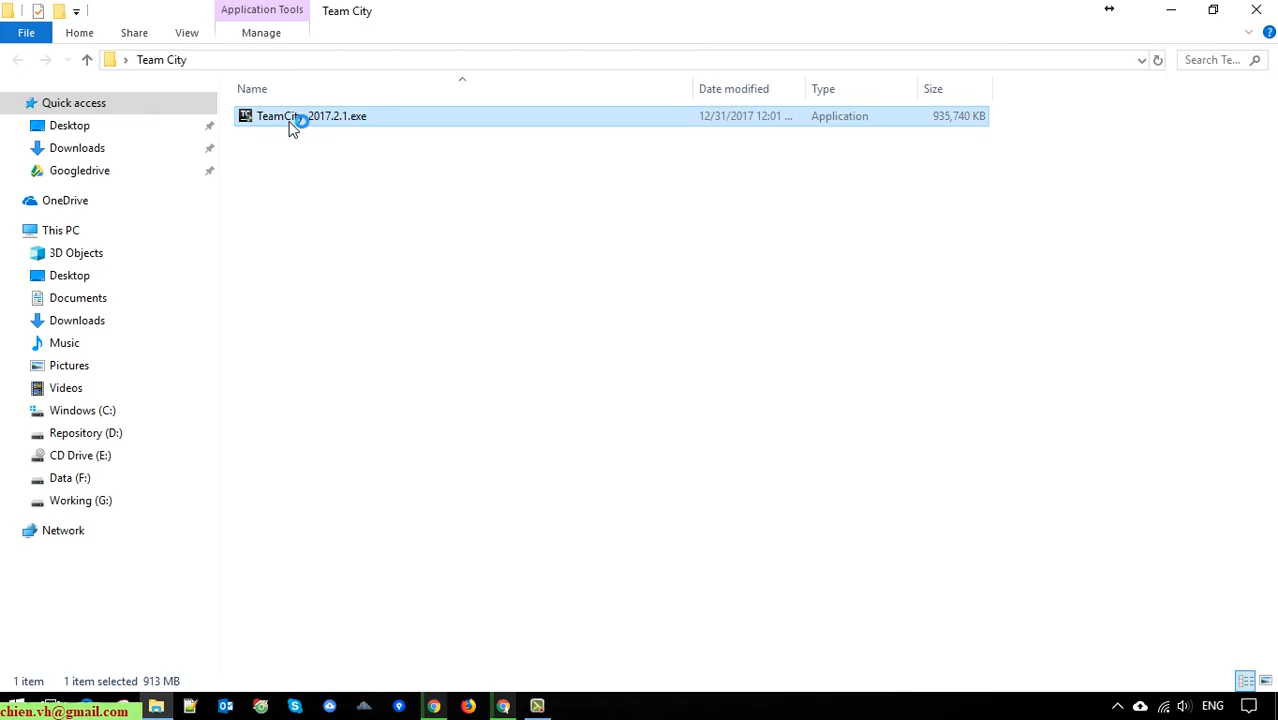 Application Tools
Team City
File
Home
Share
View
Manage
Team City
Search Te...
Name
Date modified
Type
Size
Quick access
TeamCity-2017.2.1.exe
12/31/2017 12:01 ...
Application
935,740 KB
Desktop
Downloads
Googledrive
OneDrive
This PC
3D Objects
Desktop
Documents
Downloads
Music
Pictures
Videos
Windows (C:)
Repository (D:)
CD Drive (E:)
Data (F:)
Working (G:)
Network
1 item
1 item selected 913 MB
ENG
chien.vh@gmail.com